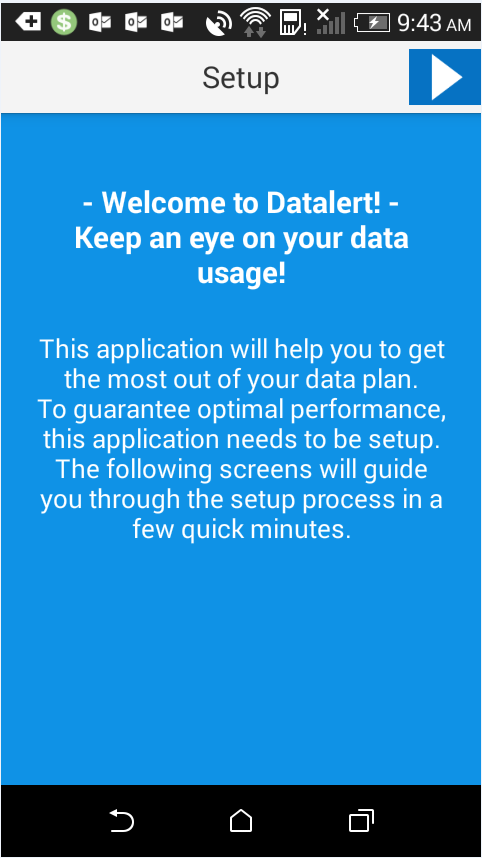 9:43 AM
Setup
- Welcome to Datalert! -
Keep an eye on your data
usage!
This application will help you to get
the most out of your data plan.
To guarantee optimal performance,
this application needs to be setup.
The following screens will guide
you through the setup process in a
few quick minutes.